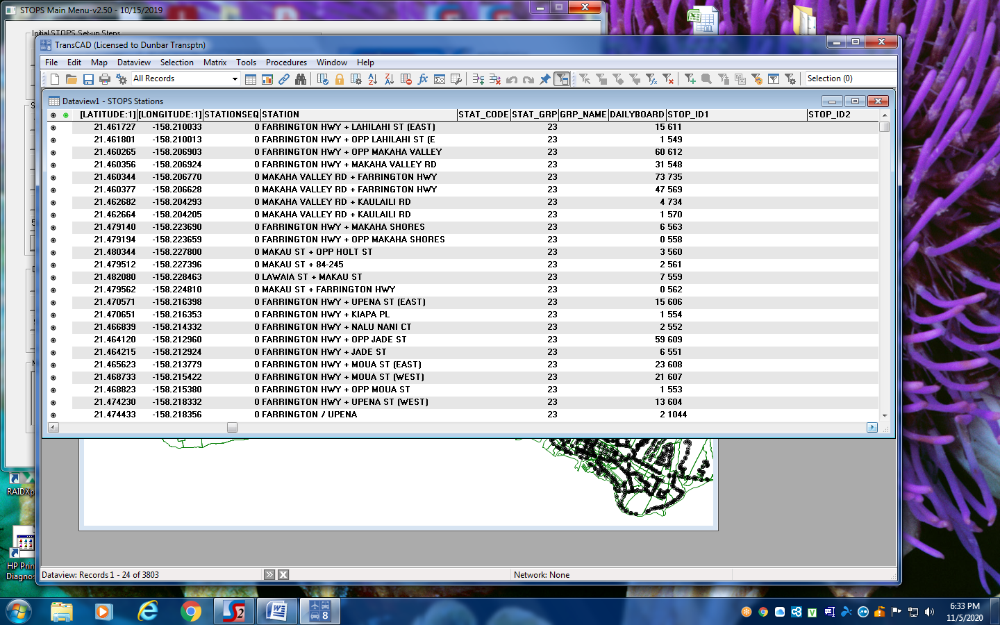 STOPS Main Menu-v2.50 - 10/15/2019
Initial STOPS Set-up Steps
TransCAD (Licensed to Dunbar Transptn)
File Edit Map Dataview Selection Matrix Tools Procedures Window Help
All Records
Selection (0)
Dataview1 - STOPS Stations
[LATITUDE:1] [LONGITUDE:1] STATIONSEQ STATION STAT_CODE STAT_GRP GRP_NAME DAILYBOARD STOP_ID1 STOP_ID2
21.461727 -158.210033 0 FARRINGTON HWY + LAHILAHI ST (EAST) 23 15 611
21.461801 -158.210013 0 FARRINGTON HWY + OPP LAHILAHI ST (E 23 1 549
21.460265 -158.206903 0 FARRINGTON HWY + OPP MAKAHA VALLEY 23 60 612
21.460356 -158.206924 0 FARRINGTON HWY + MAKAHA VALLEY RD 23 31 548
21.460344 -158.206770 0 MAKAHA VALLEY RD + FARRINGTON HWY 23 73 735
21.460377 -158.206628 0 MAKAHA VALLEY RD + FARRINGTON HWY 23 47 569
21.462682 -158.204293 0 MAKAHA VALLEY RD + KAULAILI RD 23 4 734
21.462664 -158.204205 0 MAKAHA VALLEY RD + KAULAILI RD 23 1 570
21.479140 -158.223690 0 FARRINGTON HWY + MAKAHA SHORES 23 6 563
21.479194 -158.223659 0 FARRINGTON HWY + OPP MAKAHA SHORES 23 0 558
21.480344 -158.227800 0 MAKAU ST + OPP HOLT ST 23 3 560
21.479512 -158.227396 0 MAKAU ST + 84-245 23 2 561
21.482080 -158.228463 0 LAWAIA ST + MAKAU ST 23 7 559
21.479562 -158.224810 0 MAKAU ST + FARRINGTON HWY 23 0 562
21.470571 -158.216398 0 FARRINGTON HWY + UPENA ST (EAST) 23 15 606
21.470651 -158.216353 0 FARRINGTON HWY + KIAPA PL 23 1 554
21.466839 -158.214332 0 FARRINGTON HWY + NALU NANI CT 23 2 552
21.464120 -158.212960 0 FARRINGTON HWY + OPP JADE ST 23 59 609
21.464215 -158.212924 0 FARRINGTON HWY + JADE ST 23 6 551
21.465623 -158.213779 0 FARRINGTON HWY + MOUA ST (EAST) 23 23 608
21.468733 -158.215422 0 FARRINGTON HWY + MOUA ST (WEST) 23 21 607
21.468823 -158.215380 0 FARRINGTON HWY + OPP MOUA ST 23 1 553
21.474230 -158.218332 0 FARRINGTON HWY + UPENA ST (WEST) 23 13 604
21.474433 -158.218356 0 FARRINGTON / UPENA 23 2 1044
RAIDXp
HP Prin
Diagnos
Dataview: Records 1 - 24 of 3803
Network: None
6:33 PM
11/5/2020